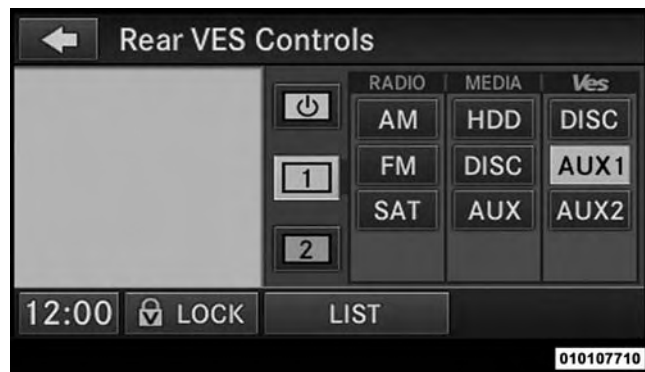 Rear VES Controls
RADIO MEDIA Ves
AM HDD DISC
1 FM DISC AUX1
SAT AUX AUX2
2
12:00 LOCK LIST
010107710